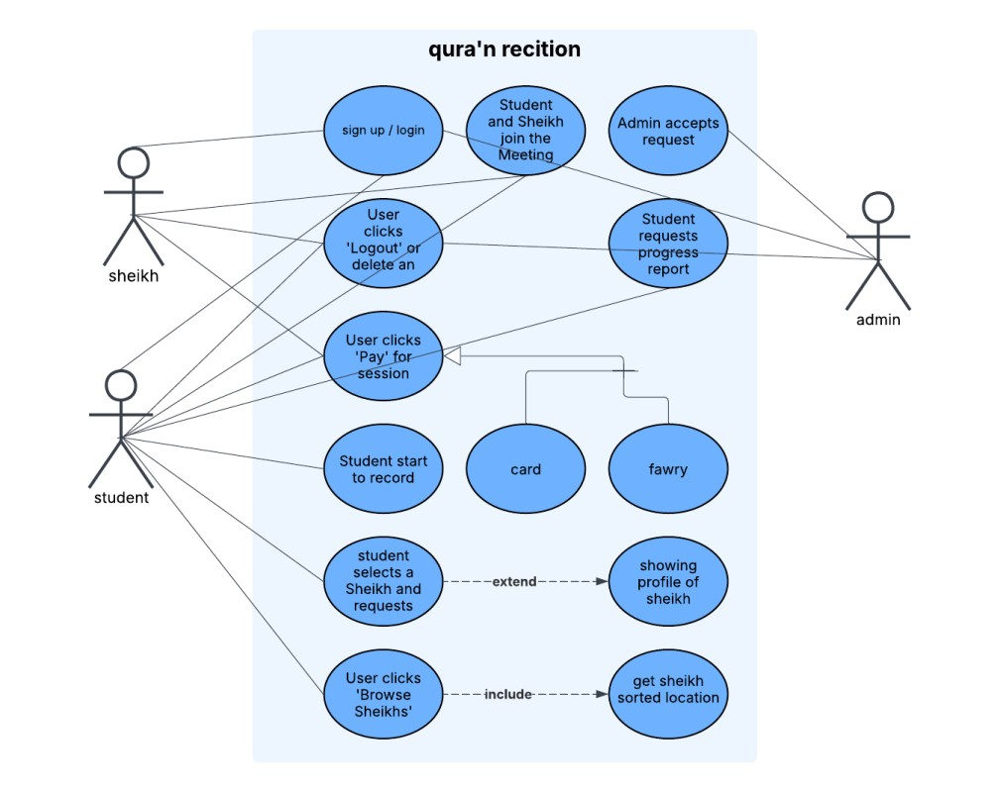 qura'n recition
sign up / login
Student
and Sheikh
join the
Meeting
Admin accepts
request
sheikh
User
clicks
'Logout' or
delete an
Student
requests
progress
report
admin
User clicks
'Pay' for
session
student
Student start
to record
card
fawry
student
selects a
Sheikh and
requests
extend
showing
profile of
sheikh
User clicks
'Browse
Sheikhs'
include
get sheikh
sorted location